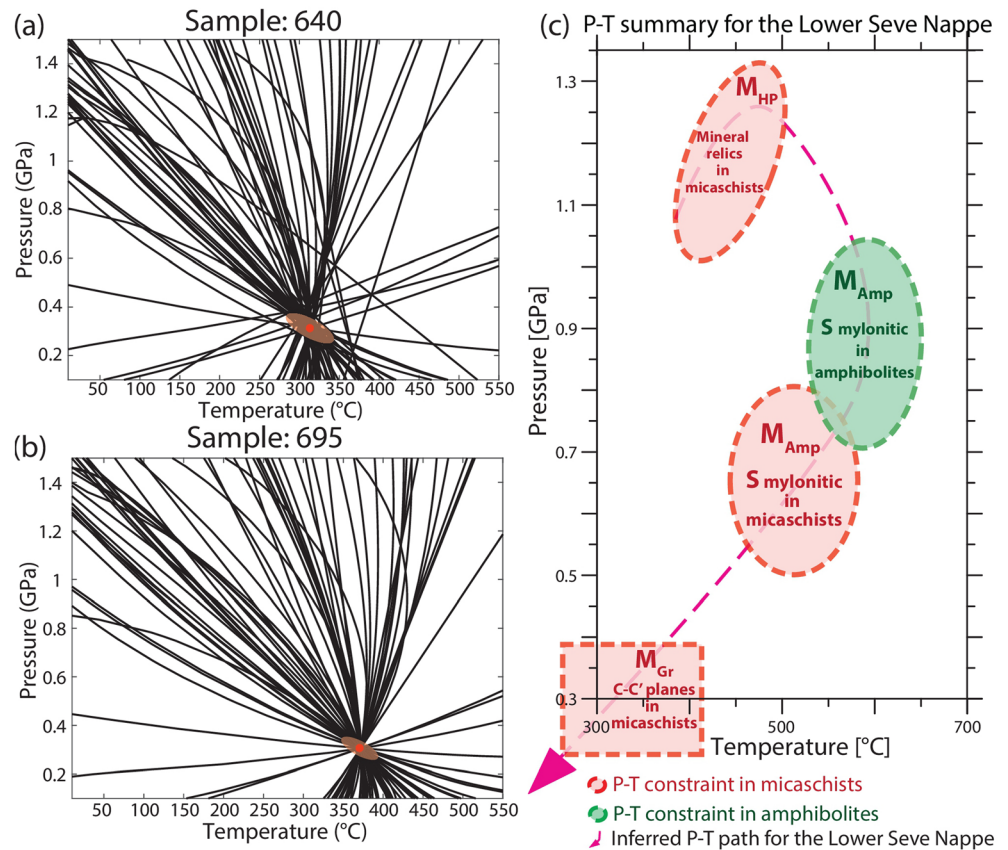 (a)
Sample: 640
1.4
1.2
1
0.8
0.6
0.4
0.2
Pressure (GPa)
50 100 150 200 250 300 350 400 450 500 550
Temperature (°C)
(b)
Sample: 695
1.4
1.2
1
0.8
0.6
0.4
0.2
Pressure (GPa)
50 100 150 200 250 300 350 400 450 500 550
Temperature (°C)
(c)
P-T summary for the Lower Seve Nappe
1.3
1.1
0.9
0.7
0.5
0.3
Pressure [GPa]
300 500 700
Temperature [°C]
MHP
Mineral
relics
in
micaschists
MAmp
S mylonitic
in
amphibolites
MAmp
S mylonitic
in
micaschists
MGr
C-C' planes
in
micaschists
P-T constraint in micaschists
P-T constraint in amphibolites
Inferred P-T path for the Lower Seve Nappe